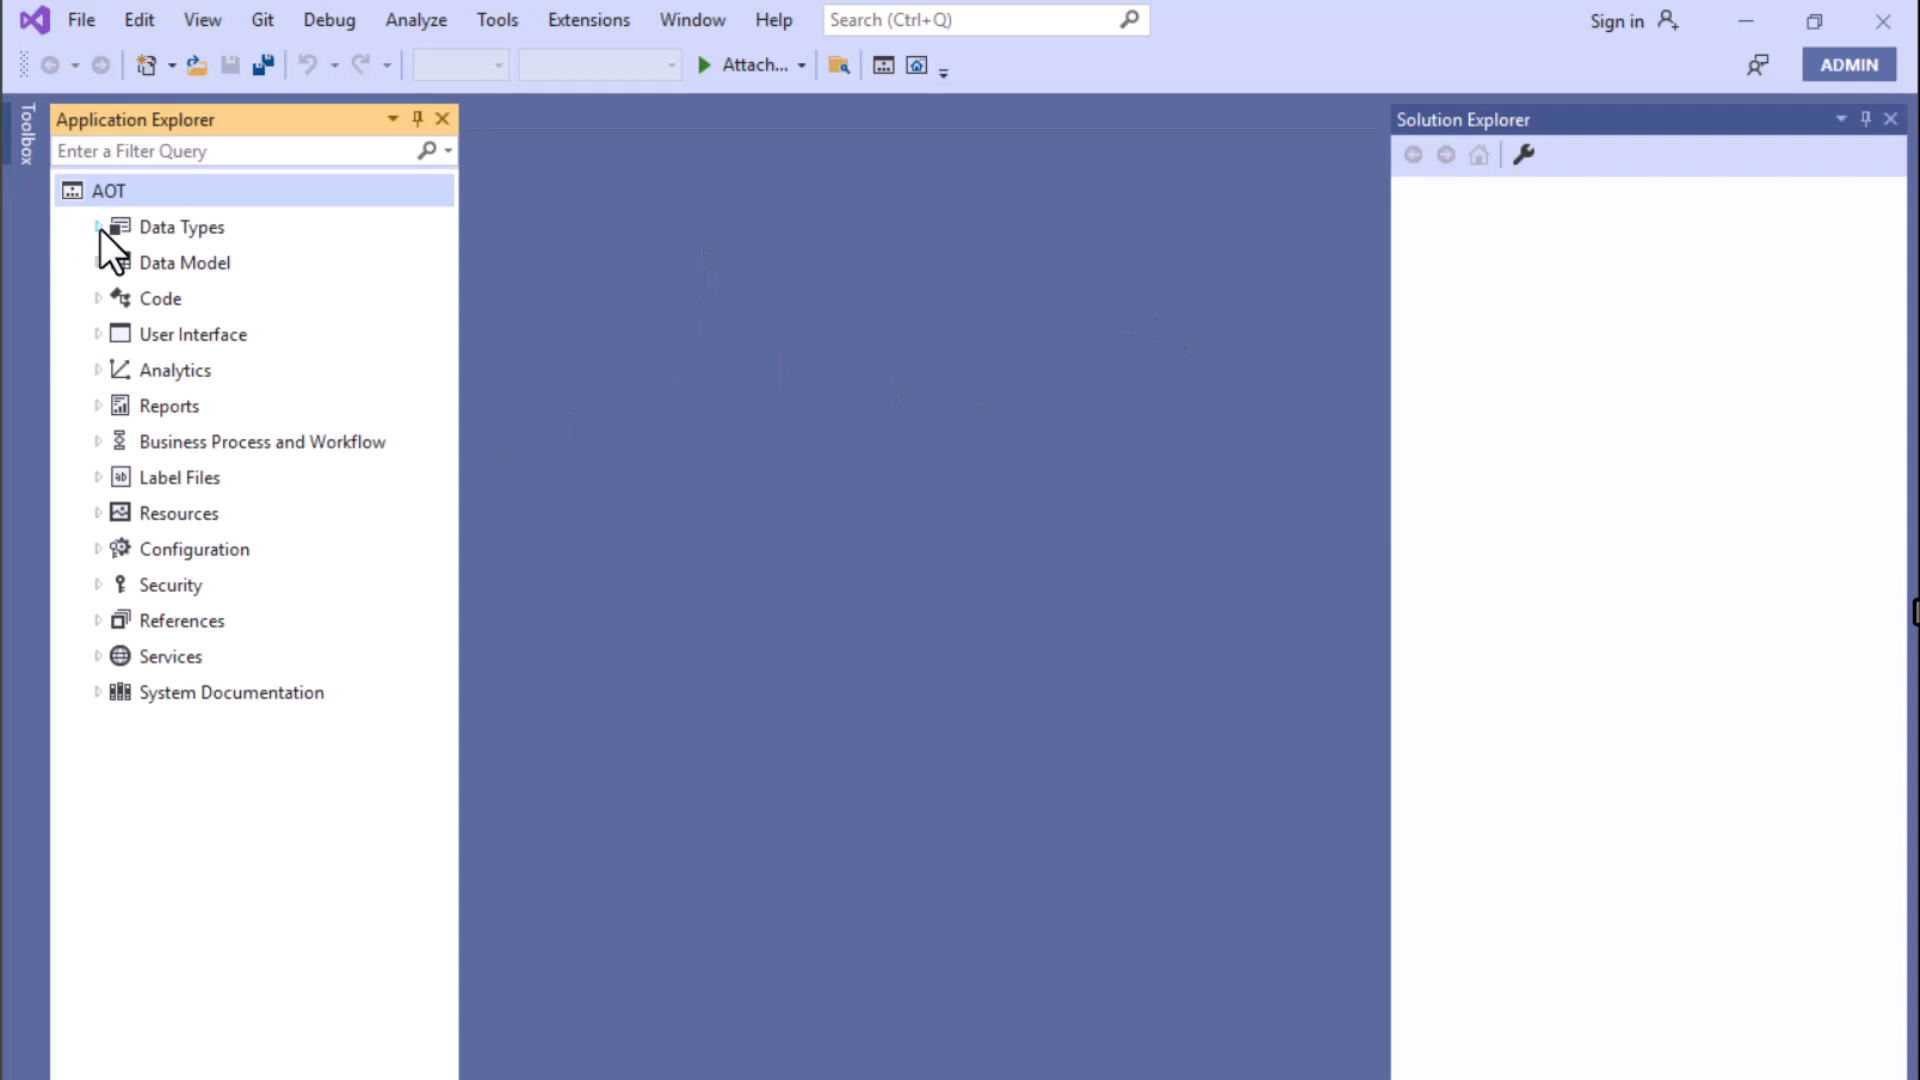 File Edit View Git Debug Analyze Tools Extensions Window Help Search (Ctrl+Q) Sign in
Attach... ADMIN
Toolbox
Application Explorer
Enter a Filter Query
AOT
Data Types
Data Model
Code
User Interface
Analytics
Reports
Business Process and Workflow
Label Files
Resources
Configuration
Security
References
Services
System Documentation
Solution Explorer